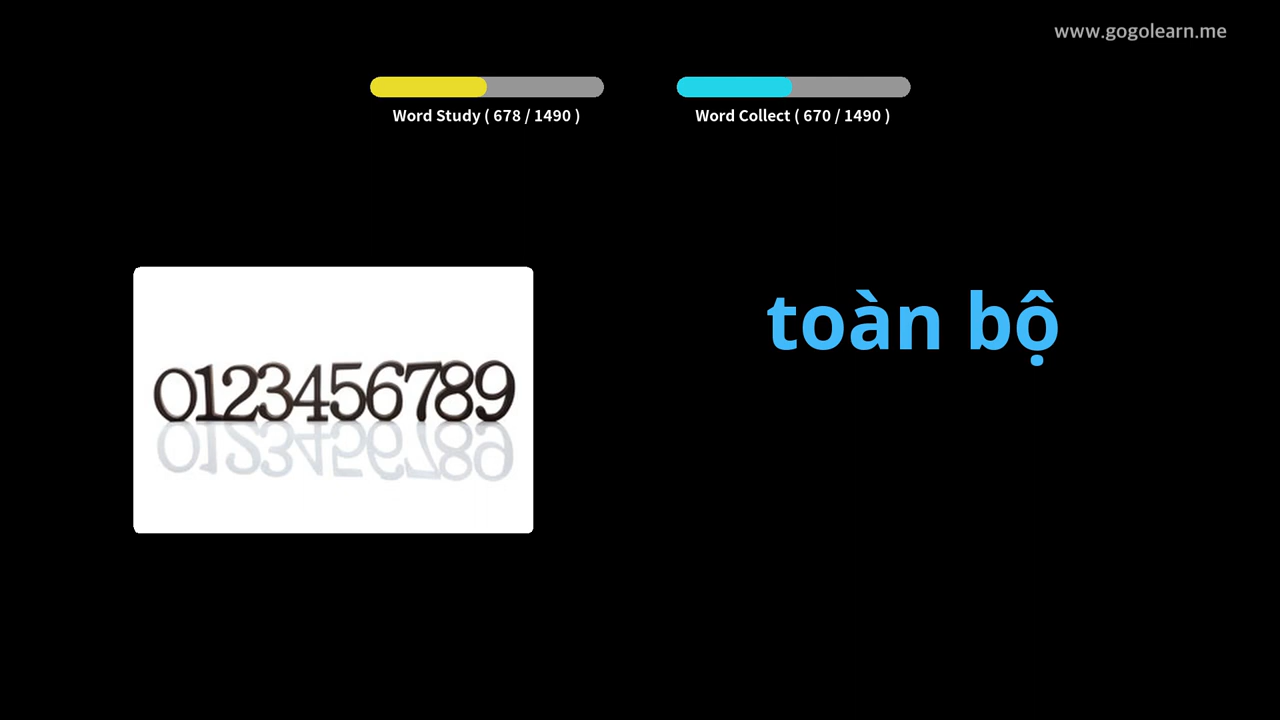 www.gogolearn.me
Word Study ( 678 / 1490 )
Word Collect ( 670 / 1490 )
toàn bộ
0123456789